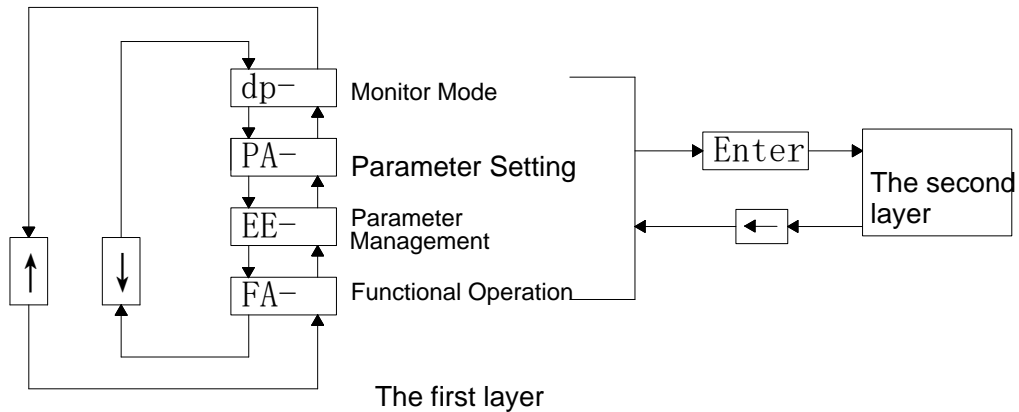 dp-
Monitor Mode
PA-
Parameter Setting
EE-
Parameter
Management
FA-
Functional Operation
Enter
The second
layer
The first layer